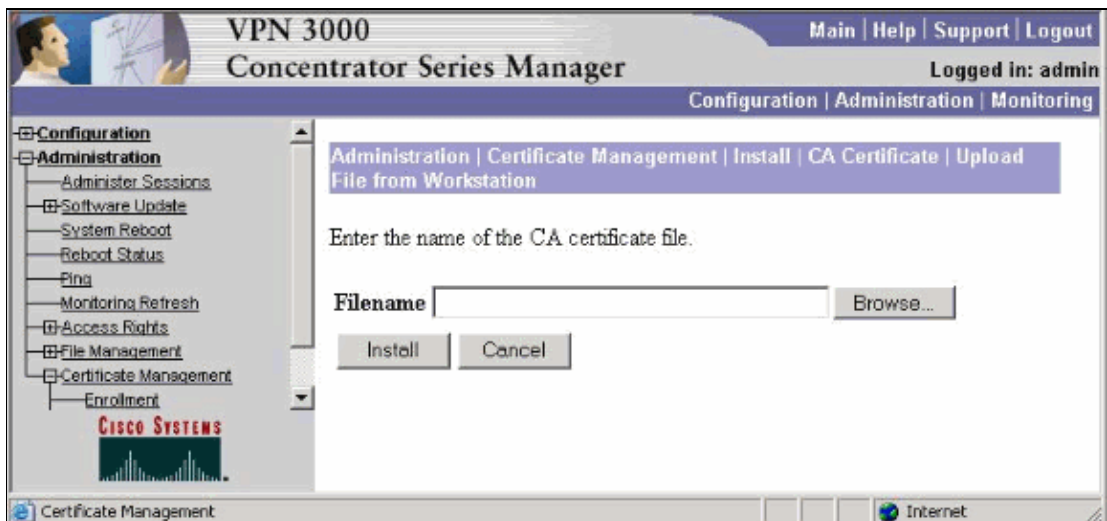 VPN 3000
Concentrator Series Manager
Main | Help | Support | Logout
Logged in: admin
Configuration | Administration | Monitoring
Configuration
Administration
Administer Sessions
Software Update
System Reboot
Reboot Status
Ping
Monitoring Refresh
Access Rights
File Management
Certificate Management
Enrollment
CISCO SYSTEMS
Administration | Certificate Management | Install | CA Certificate | Upload
File from Workstation
Enter the name of the CA certificate file.
Filename Browse...
Install Cancel
Certificate Management Internet